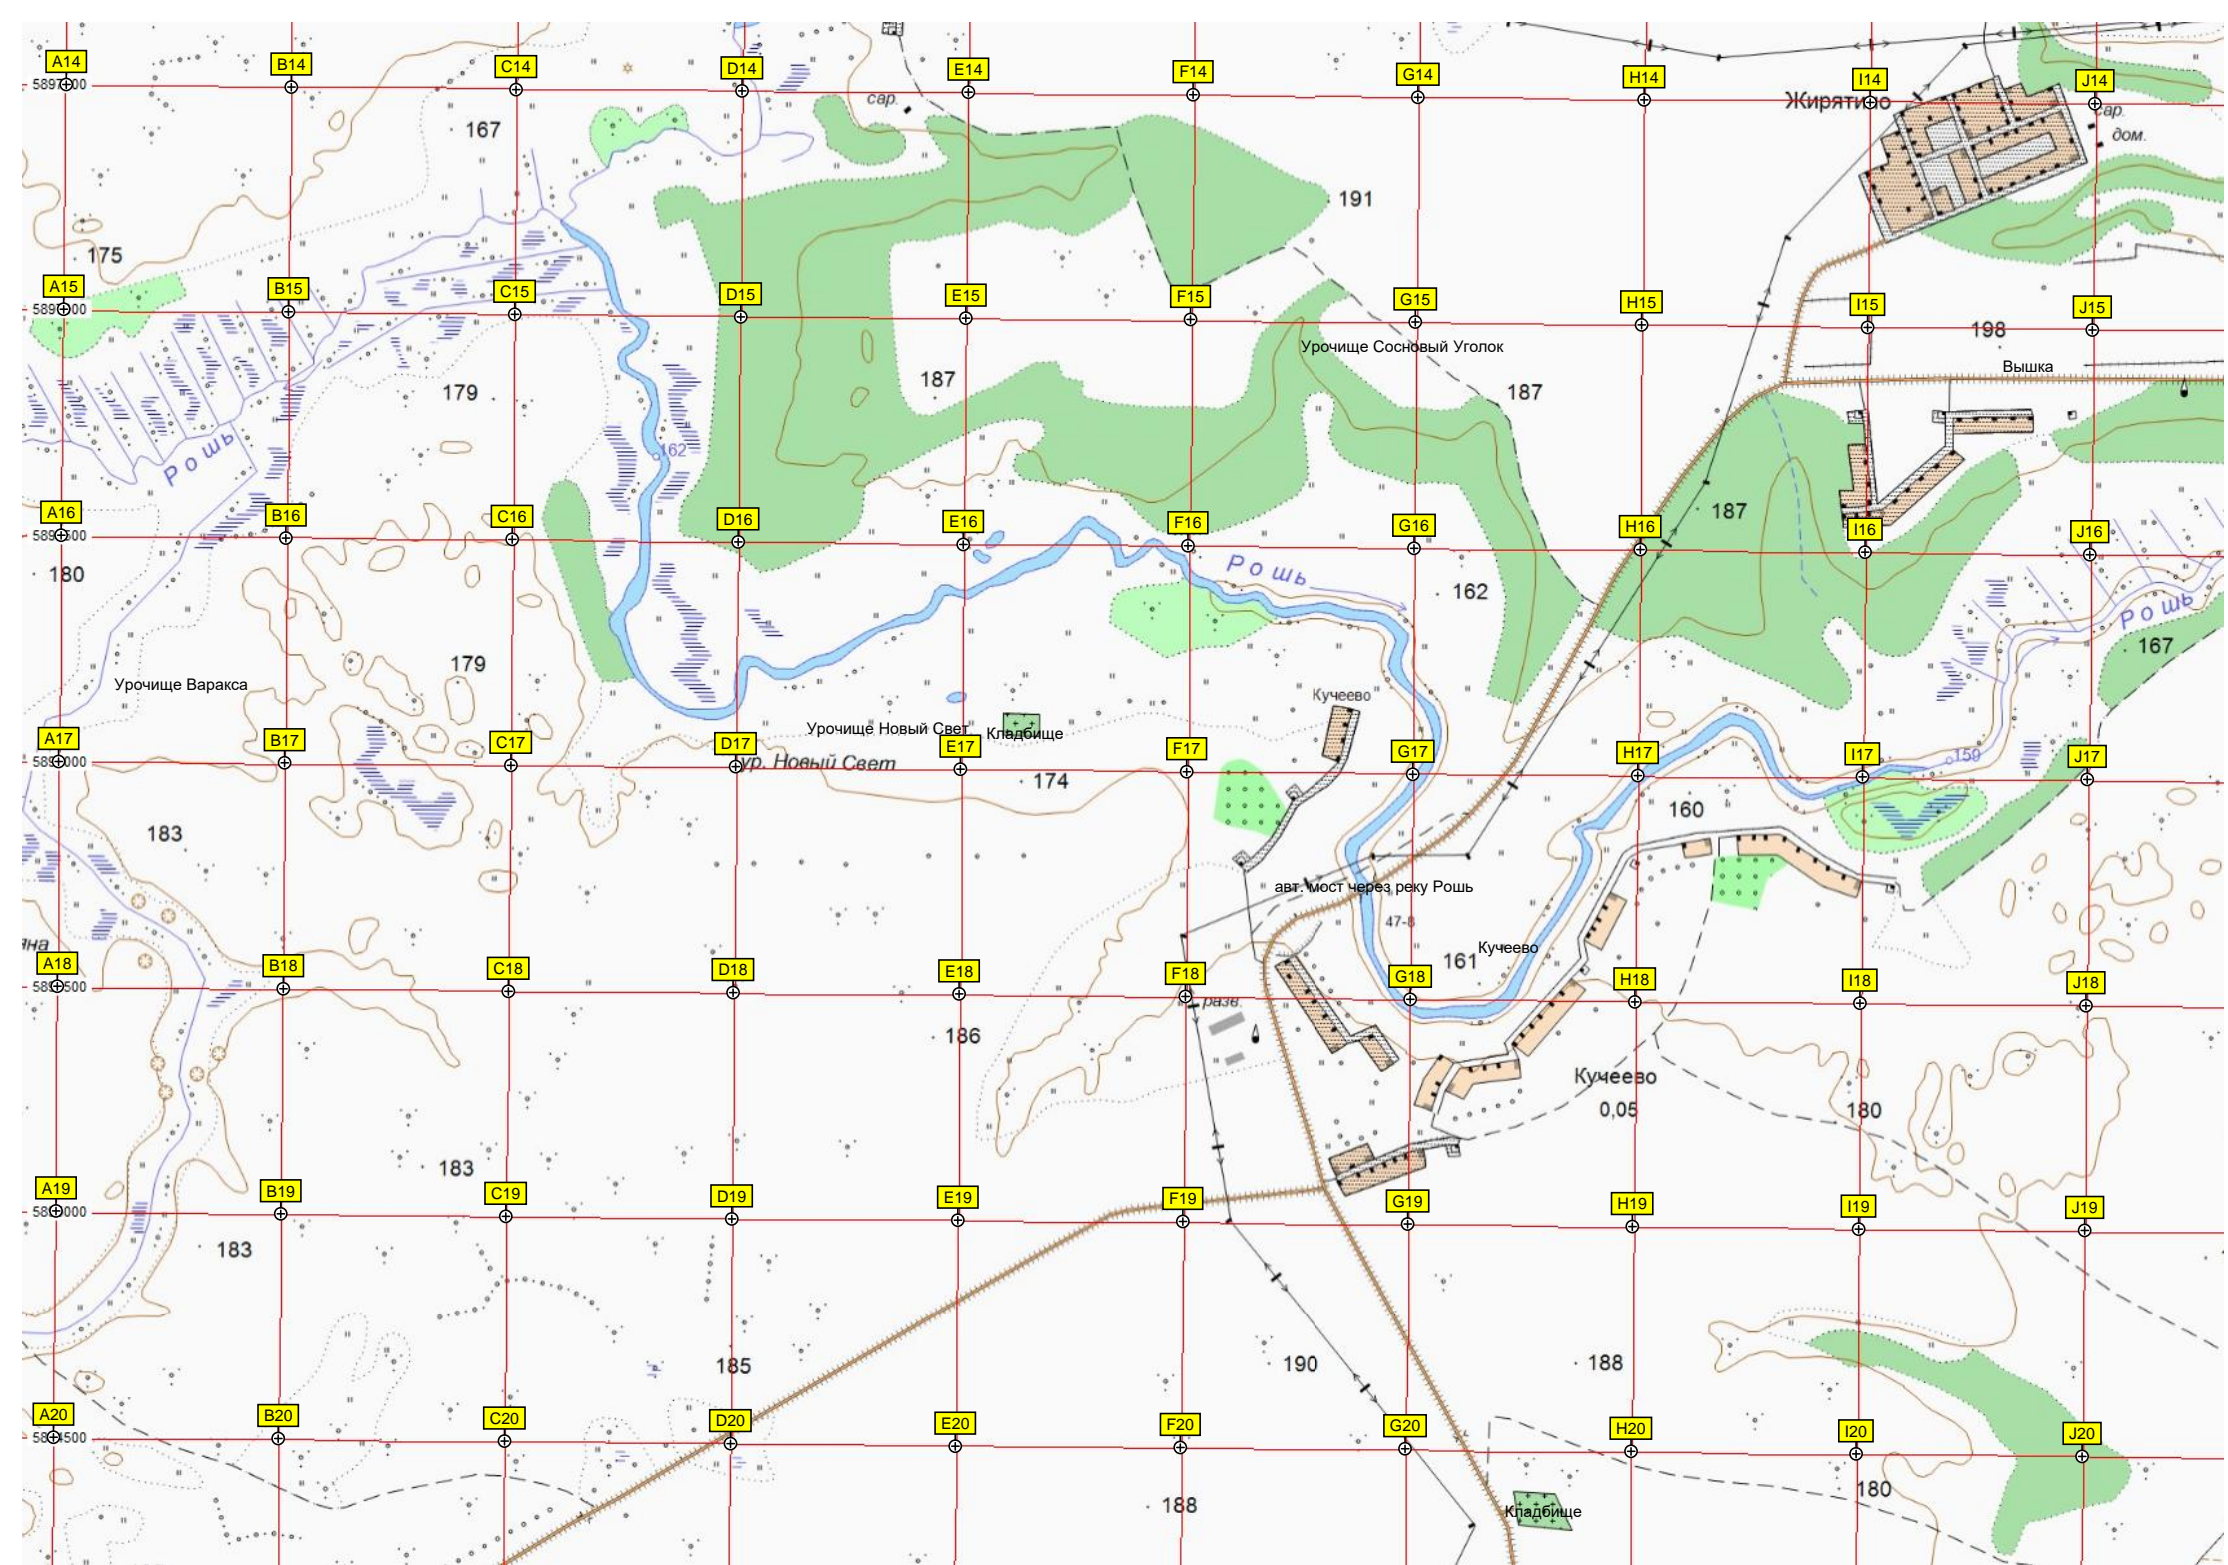 A14 B14 C14 D14 E14 F14 G14 H14 I14 J14
сар.
Жирятино
сар.
дом.
167
191
175
A15 B15 C15 D15 E15 F15 G15 H15 I15 J15
198
Урочище Сосновый Уголок
Вышка
179
187
187
Рошь
162
187
A16 B16 C16 D16 E16 F16 G16 H16 I16 J16
180
Рошь
162
Рошь
167
179
Урочище Варакса
Кучеево
Урочище Новый Свет
Кладбище
A17 B17 C17 D17 E17 F17 G17 H17 I17 J17
ур. Новый Свет
159
174
160
183
авт. мост через реку Рошь
47-8
Кучеево
161
A18 B18 C18 D18 E18 F18 G18 H18 I18 J18
разв.
186
Кучеево
0,05
180
183
A19 B19 C19 D19 E19 F19 G19 H19 I19 J19
183
185
190
188
A20 B20 C20 D20 E20 F20 G20 H20 I20 J20
180
188
Кладбище